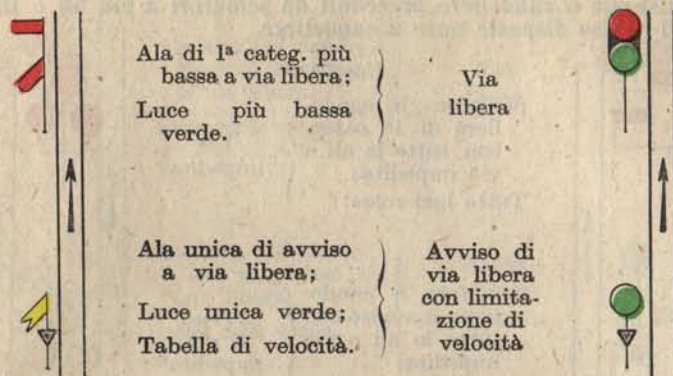 Ala di 1ª categ. più
bassa a via libera;
Luce più bassa
verde.
Via
libera
Ala unica di avviso
a via libera;
Luce unica verde;
Tabella di velocità.
Avviso di
via libera
con limita-
zione di
velocità